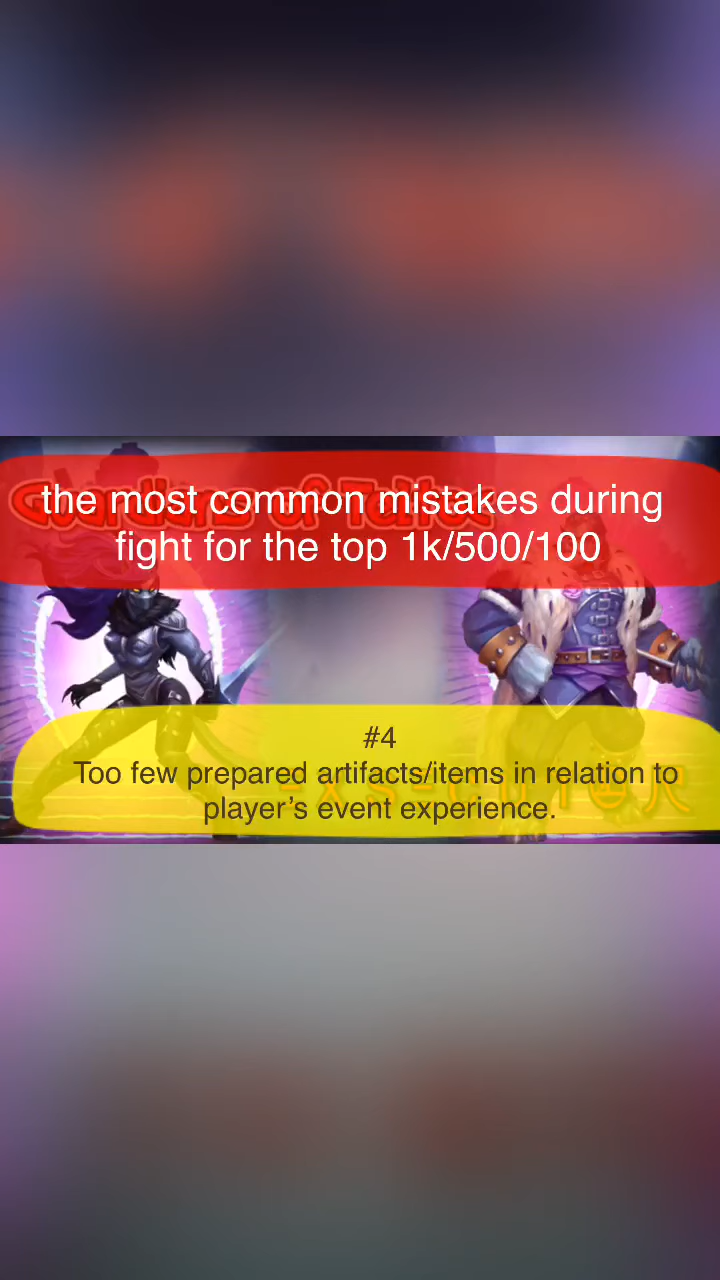 the most common mistakes during
fight for the top 1k/500/100
#4
Too few prepared artifacts/items in relation to
player’s event experience.